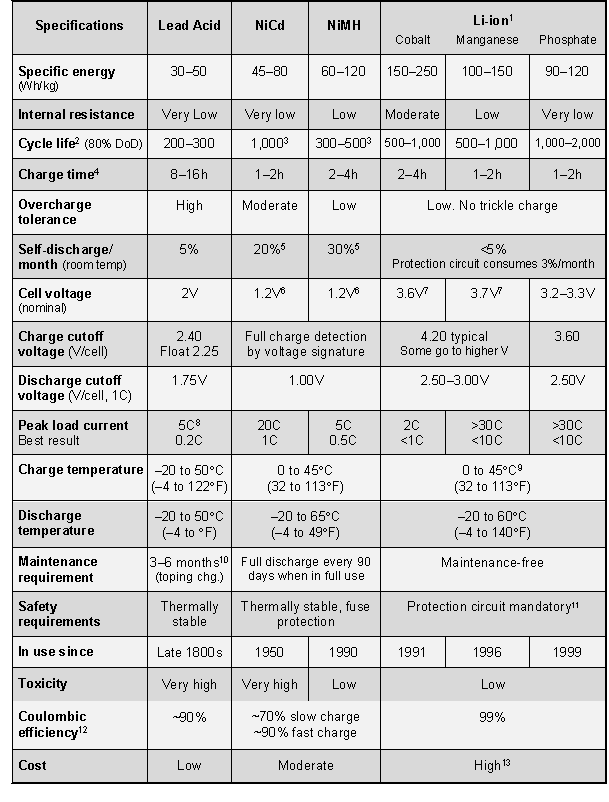 Specifications Lead Acid NiCd NiMH Li-ion¹
Cobalt Manganese Phosphate
Specific energy 30–50 45–80 60–120 150–250 100–150 90–120
(Wh/kg)
Internal resistance Very Low Very low Low Moderate Low Very low
Cycle life² (80% DoD) 200–300 1,000³ 300–500³ 500–1,000 500–1,000 1,000–2,000
Charge time⁴ 8–16h 1–2h 2–4h 2–4h 1–2h 1–2h
Overcharge High Moderate Low Low. No trickle charge
tolerance
Self-discharge/ 5% 20%⁵ 30%⁵ <5%
month (room temp) Protection circuit consumes 3%/month
Cell voltage 2V 1.2V⁶ 1.2V⁶ 3.6V⁷ 3.7V⁷ 3.2–3.3V
(nominal)
Charge cutoff 2.40 Full charge detection 4.20 typical 3.60
voltage (V/cell) Float 2.25 by voltage signature Some go to higher V
Discharge cutoff 1.75V 1.00V 2.50–3.00V 2.50V
voltage (V/cell, 1C)
Peak load current 5C⁸ 20C 5C 2C >30C >30C
Best result 0.2C 1C 0.5C <1C <10C <10C
Charge temperature –20 to 50°C 0 to 45°C 0 to 45°C⁹
(–4 to 122°F) (32 to 113°F) (32 to 113°F)
Discharge –20 to 50°C –20 to 65°C –20 to 60°C
temperature (–4 to °F) (–4 to 49°F) (–4 to 140°F)
Maintenance 3–6 months¹⁰ Full discharge every 90 Maintenance-free
requirement (toping chg.) days when in full use
Safety Thermally Thermally stable, fuse Protection circuit mandatory¹¹
requirements stable protection
In use since Late 1800s 1950 1990 1991 1996 1999
Toxicity Very high Very high Low Low
Coulombic ~90% ~70% slow charge 99%
efficiency¹² ~90% fast charge
Cost Low Moderate High¹³